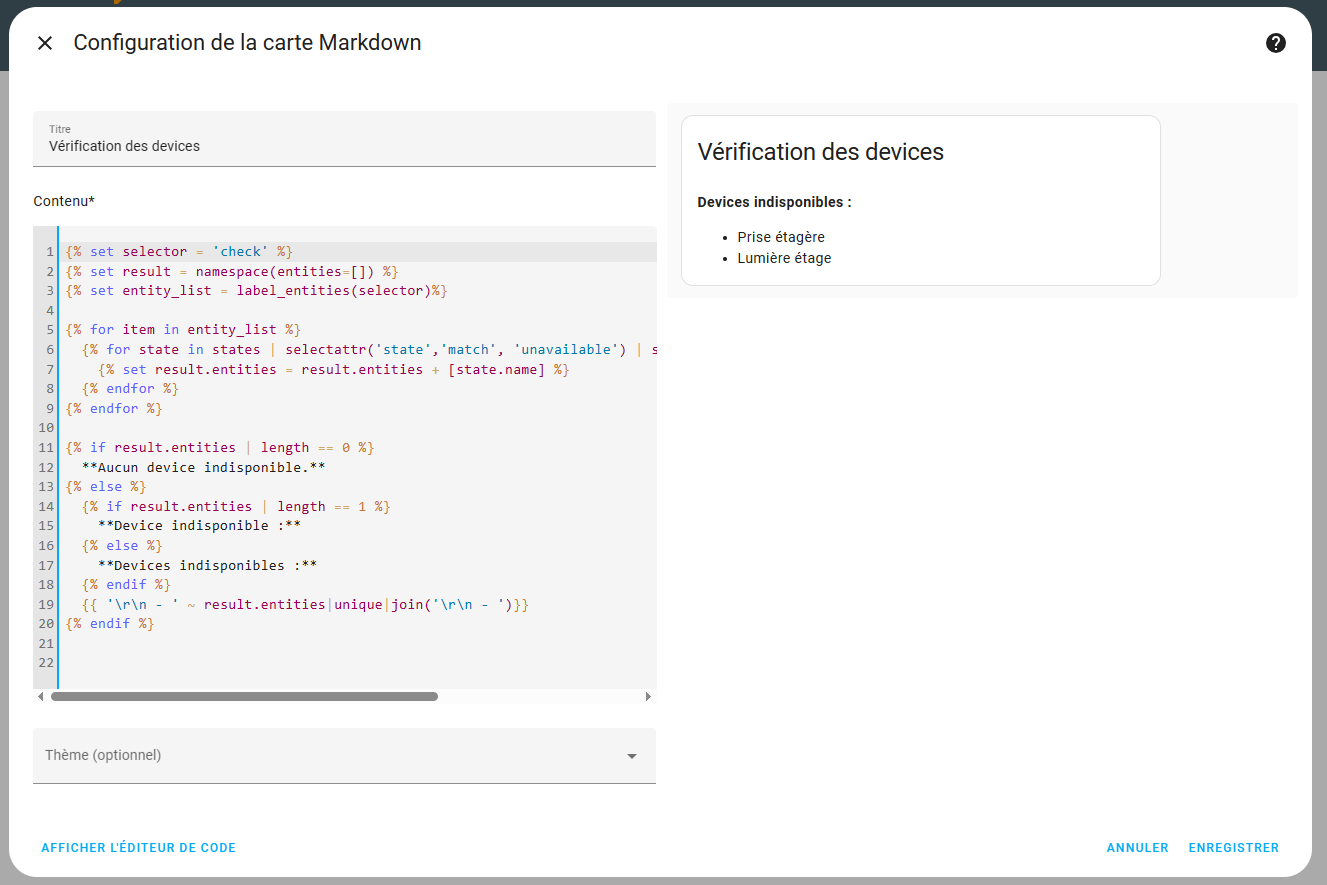 Configuration de la carte Markdown
Titre
Vérification des devices
Contenu*
1 {% set selector = 'check' %}
2 {% set result = namespace(entities=[]) %}
3 {% set entity_list = label_entities(selector)%}
4
5 {% for item in entity_list %}
6 {% for state in states | selectattr('state','match', 'unavailable') | s
7 {% set result.entities = result.entities + [state.name] %}
8 {% endfor %}
9 {% endfor %}
10
11 {% if result.entities | length == 0 %}
12 **Aucun device indisponible.**
13 {% else %}
14 {% if result.entities | length == 1 %}
15 **Device indisponible :**
16 {% else %}
17 **Devices indisponibles :**
18 {% endif %}
19 {{ '\r\n - ' ~ result.entities|unique|join('\r\n - ')}}
20 {% endif %}
21
22
Thème (optionnel)
Vérification des devices
Devices indisponibles :
• Prise étagère
• Lumière étage
AFFICHER L'ÉDITEUR DE CODE
ANNULER
ENREGISTRER